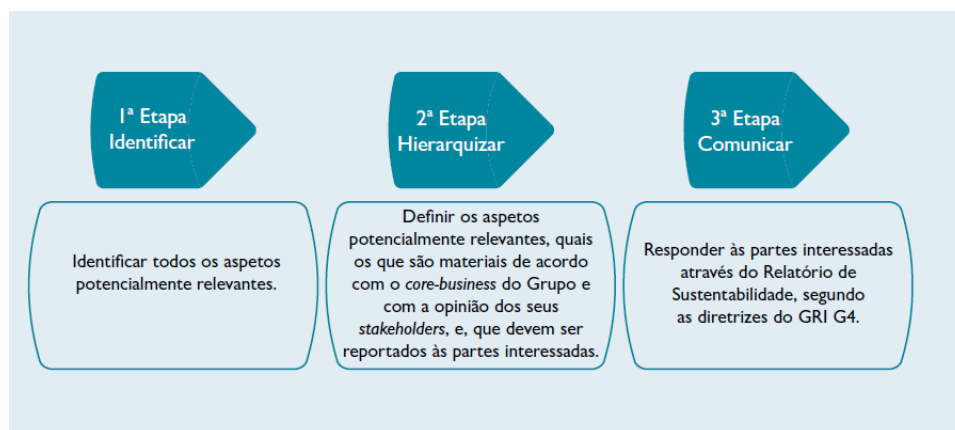 1ª Etapa
Identificar
Identificar todos os aspetos
potencialmente relevantes.
2ª Etapa
Hierarquizar
Definir os aspetos
potencialmente relevantes, quais
os que são materiais de acordo
com o core-business do Grupo e
com a opinião dos seus
stakeholders, e, que devem ser
reportados às partes interessadas.
3ª Etapa
Comunicar
Responder às partes interessadas
através do Relatório de
Sustentabilidade, segundo
as diretrizes do GRI G4.